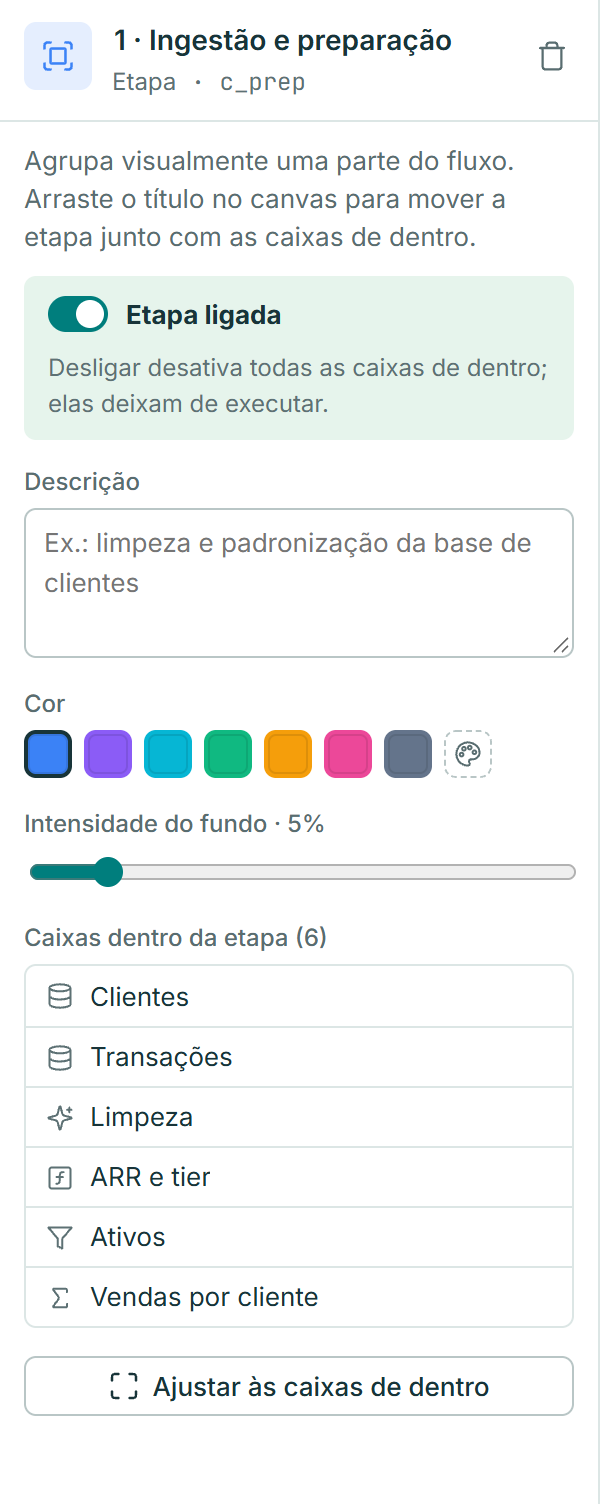 1 · Ingestão e preparação
Etapa · c_prep
Agrupa visualmente uma parte do fluxo.
Arraste o título no canvas para mover a
etapa junto com as caixas de dentro.
Etapa ligada
Desligar desativa todas as caixas de dentro;
elas deixam de executar.
Descrição
Ex.: limpeza e padronização da base de
clientes
Cor
Intensidade do fundo · 5%
Caixas dentro da etapa (6)
Clientes
Transações
Limpeza
ARR e tier
Ativos
Vendas por cliente
Ajustar às caixas de dentro